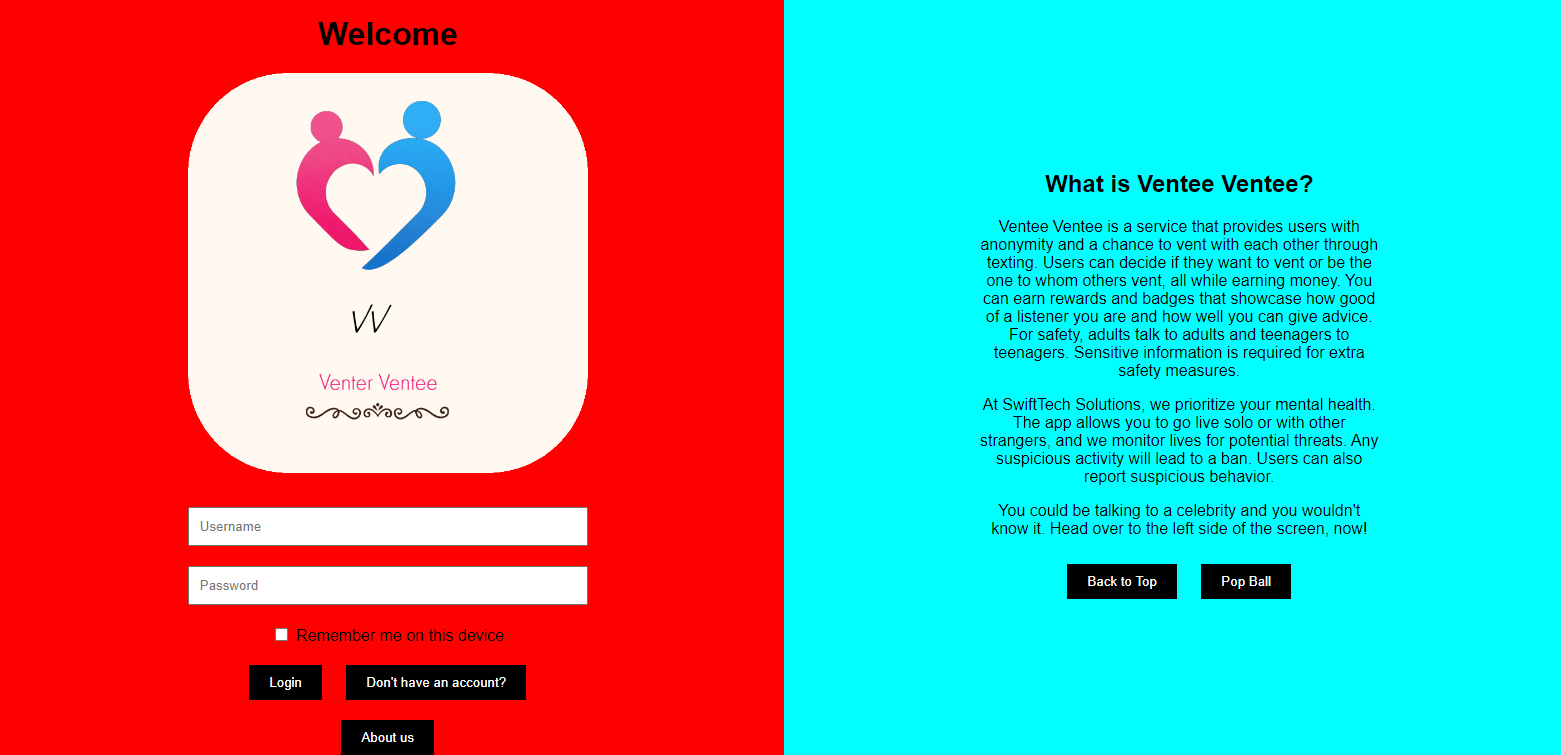 Welcome
VV
Venter Ventee
Username
Password
Remember me on this device
Login
Don't have an account?
About us
What is Ventee Ventee?
Ventee Ventee is a service that provides users with
anonymity and a chance to vent with each other through
texting. Users can decide if they want to vent or be the
one to whom others vent, all while earning money. You
can earn rewards and badges that showcase how good
of a listener you are and how well you can give advice.
For safety, adults talk to adults and teenagers to
teenagers. Sensitive information is required for extra
safety measures.
At SwiftTech Solutions, we prioritize your mental health.
The app allows you to go live solo or with other
strangers, and we monitor lives for potential threats. Any
suspicious activity will lead to a ban. Users can also
report suspicious behavior.
You could be talking to a celebrity and you wouldn't
know it. Head over to the left side of the screen, now!
Back to Top
Pop Ball